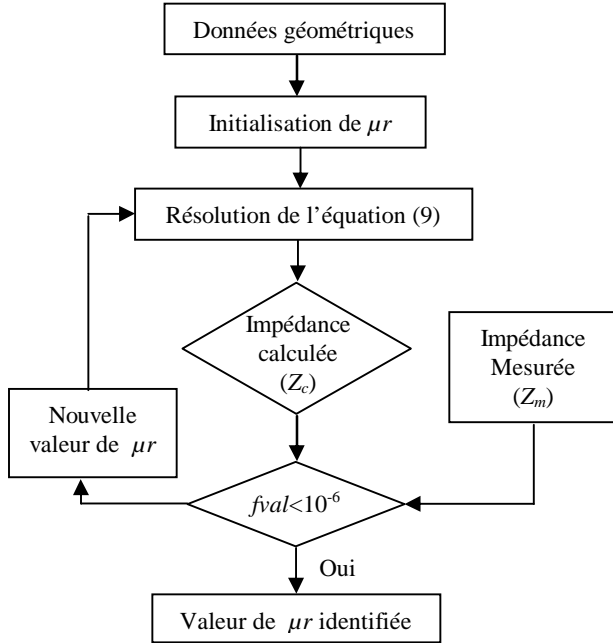 Données géométriques
Initialisation de µr
Résolution de l’équation (9)
Impédance
calculée
(Zc)
Impédance
Mesurée
(Zm)
Nouvelle
valeur de µr
fval<10-6
Oui
Valeur de µr identifiée